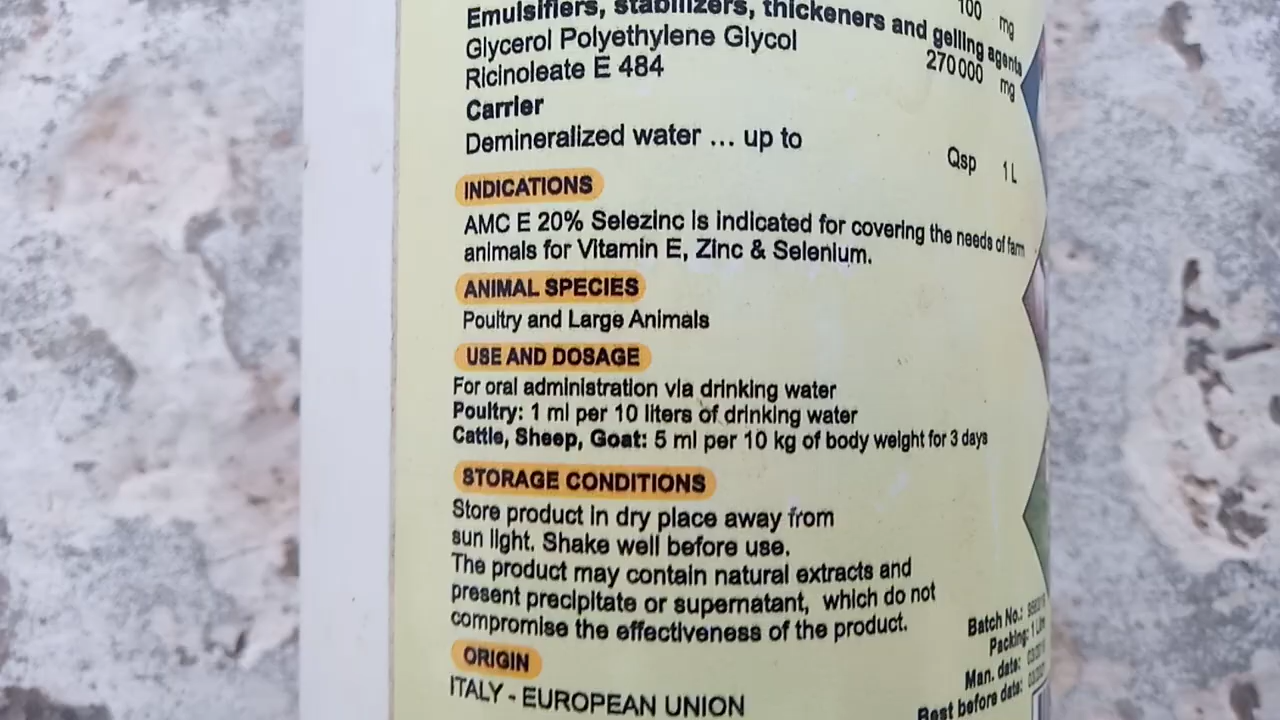 100 mg
Emulsifiers, stabilizers, thickeners and gelling agents
Glycerol Polyethylene Glycol
Ricinoleate E 484 270000 mg
Carrier
Demineralized water ... up to Qsp 1 L
INDICATIONS
AMC E 20% Selezinc is indicated for covering the needs of farm
animals for Vitamin E, Zinc & Selenium.
ANIMAL SPECIES
Poultry and Large Animals
USE AND DOSAGE
For oral administration via drinking water
Poultry: 1 ml per 10 liters of drinking water
Cattle, Sheep, Goat: 5 ml per 10 kg of body weight for 3 days
STORAGE CONDITIONS
Store product in dry place away from
sun light. Shake well before use.
The product may contain natural extracts and
present precipitate or supernatant, which do not
compromise the effectiveness of the product.
Batch No.:
Packing: 1
Man. date:
Best before date:
ORIGIN
ITALY - EUROPEAN UNION